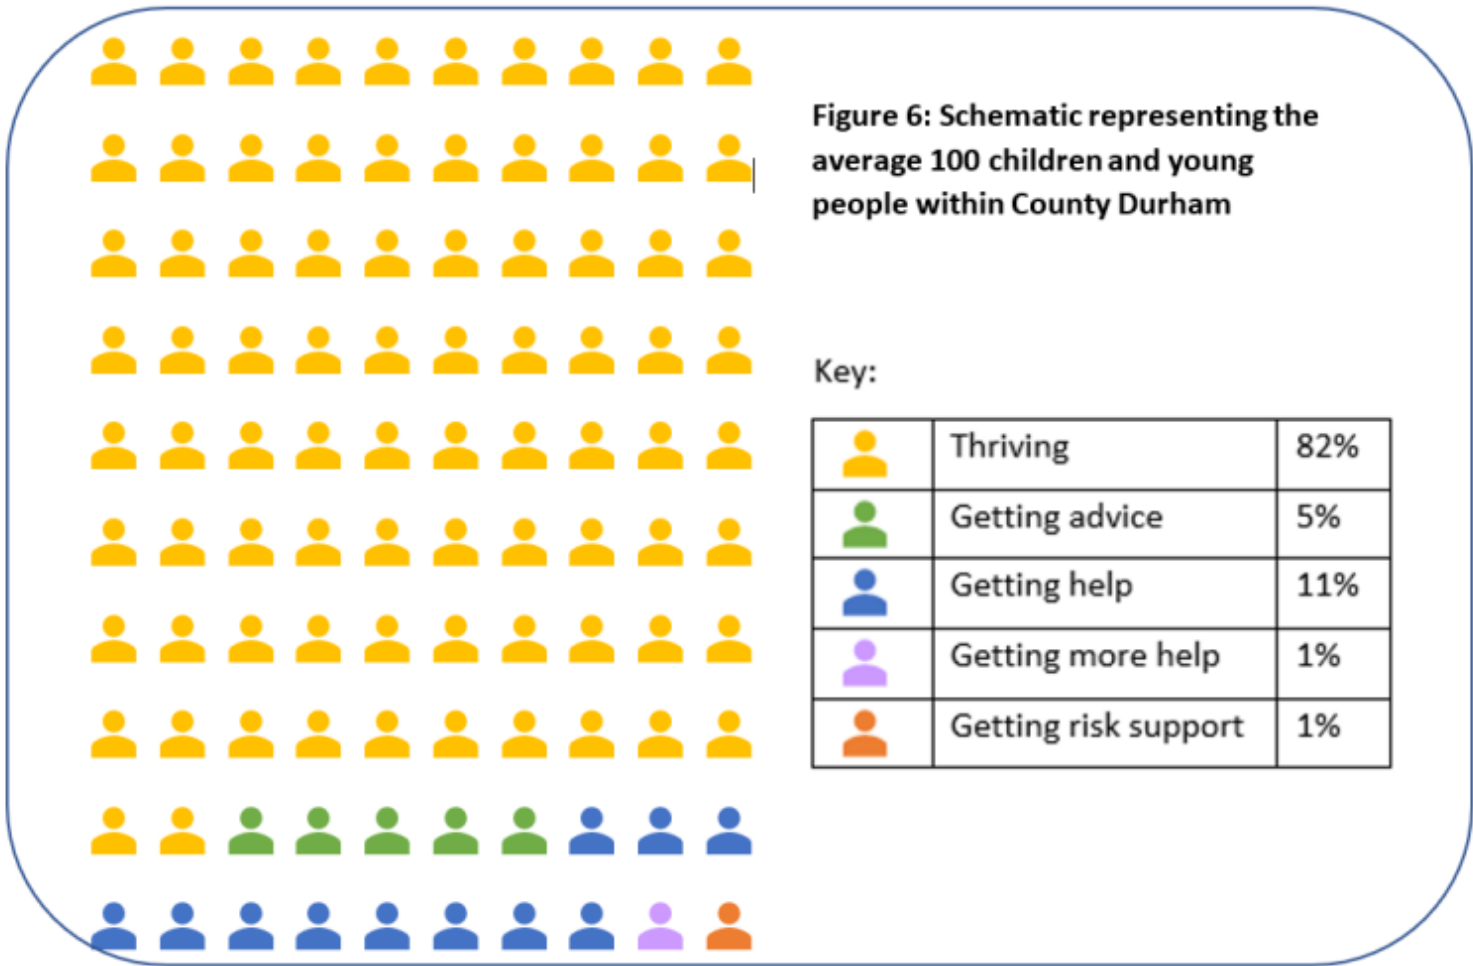 Figure 6: Schematic representing the
average 100 children and young
people within County Durham
Key:
Thriving 82%
Getting advice 5%
Getting help 11%
Getting more help 1%
Getting risk support 1%